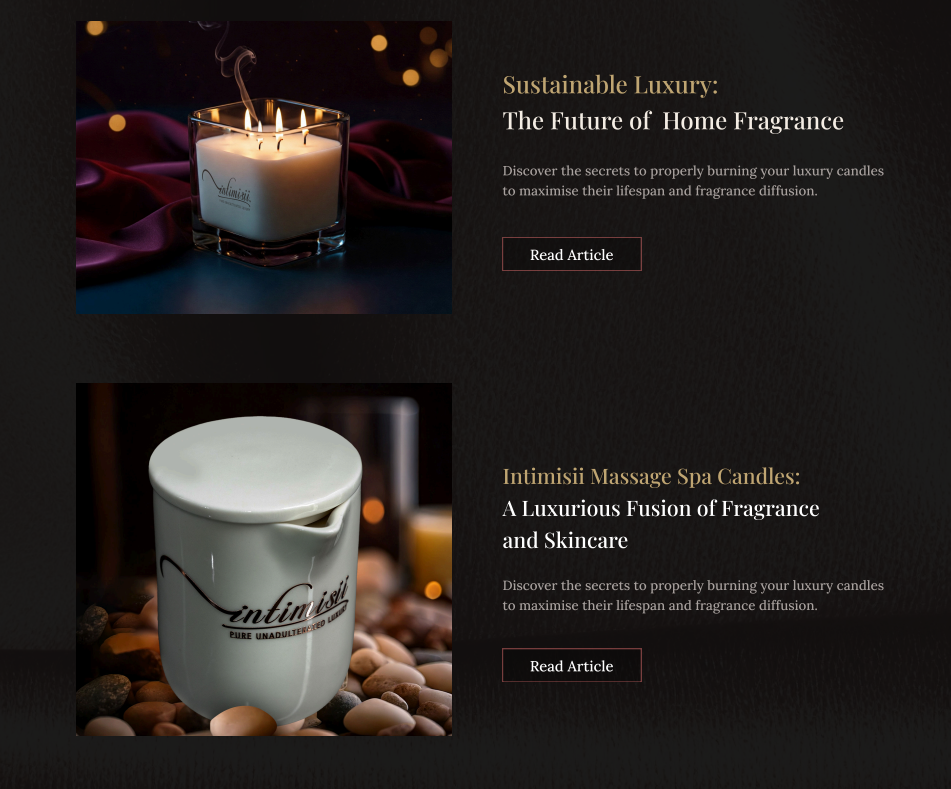 intimisii
Sustainable Luxury:
The Future of Home Fragrance
Discover the secrets to properly burning your luxury candles
to maximise their lifespan and fragrance diffusion.
Read Article
intimisii
PURE UNADULTERATED LUXURY
Intimisii Massage Spa Candles:
A Luxurious Fusion of Fragrance
and Skincare
Discover the secrets to properly burning your luxury candles
to maximise their lifespan and fragrance diffusion.
Read Article